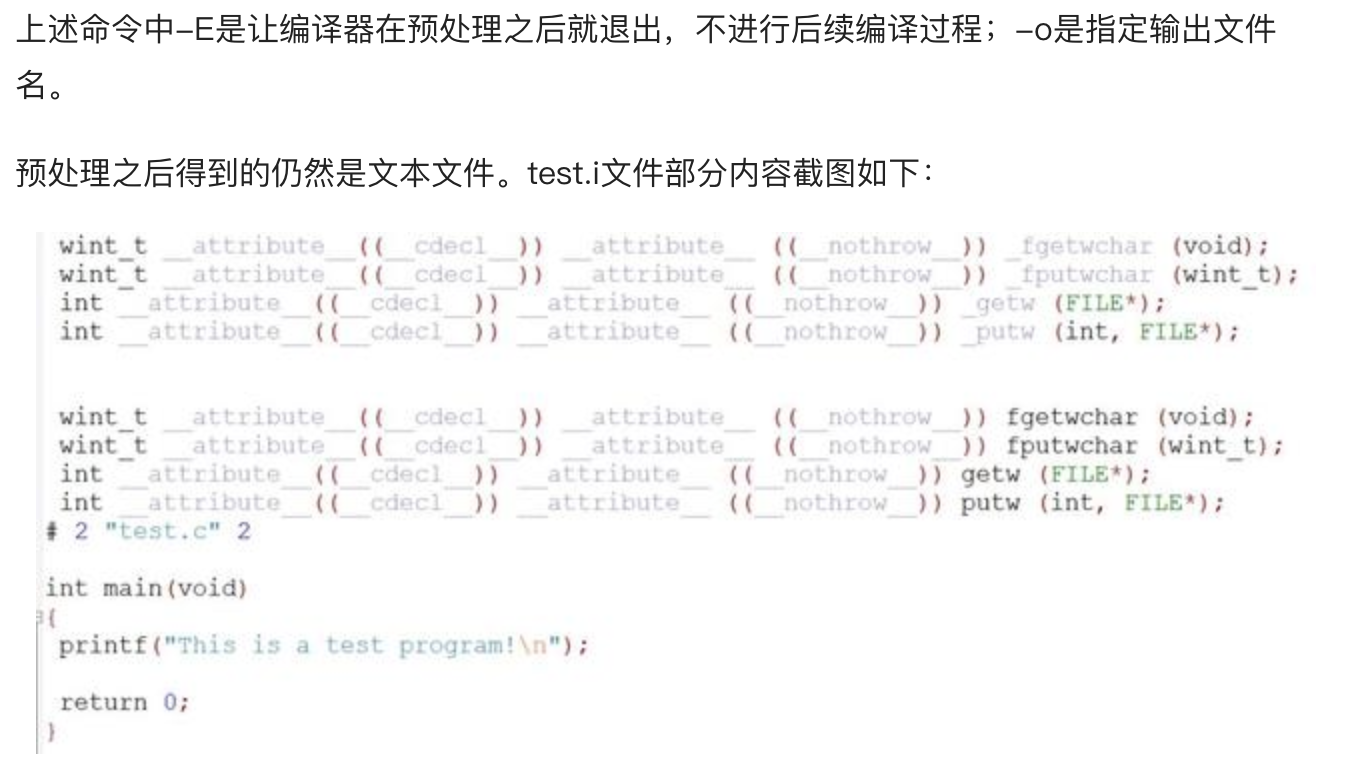 上述命令中-E是让编译器在预处理之后就退出，不进行后续编译过程；-o是指定输出文件
名。
预处理之后得到的仍然是文本文件。test.i文件部分内容截图如下：
wint_t __attribute__((__cdecl__)) __attribute__ ((__nothrow__)) _fgetwchar (void);
wint_t __attribute__((__cdecl__)) __attribute__ ((__nothrow__)) _fputwchar (wint_t);
int __attribute__((__cdecl__)) __attribute__ ((__nothrow__)) _getw (FILE*);
int __attribute__((__cdecl__)) __attribute__ ((__nothrow__)) _putw (int, FILE*);
wint_t __attribute__((__cdecl__)) __attribute__ ((__nothrow__)) fgetwchar (void);
wint_t __attribute__((__cdecl__)) __attribute__ ((__nothrow__)) fputwchar (wint_t);
int __attribute__((__cdecl__)) __attribute__ ((__nothrow__)) getw (FILE*);
int __attribute__((__cdecl__)) __attribute__ ((__nothrow__)) putw (int, FILE*);
# 2 "test.c" 2
int main(void)
{
printf("This is a test program!\n");
return 0;
}